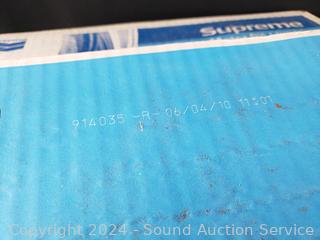 Supreme
914035 -A- 06/04/10 11:01
Copyright 2024 - Sound Auction Service